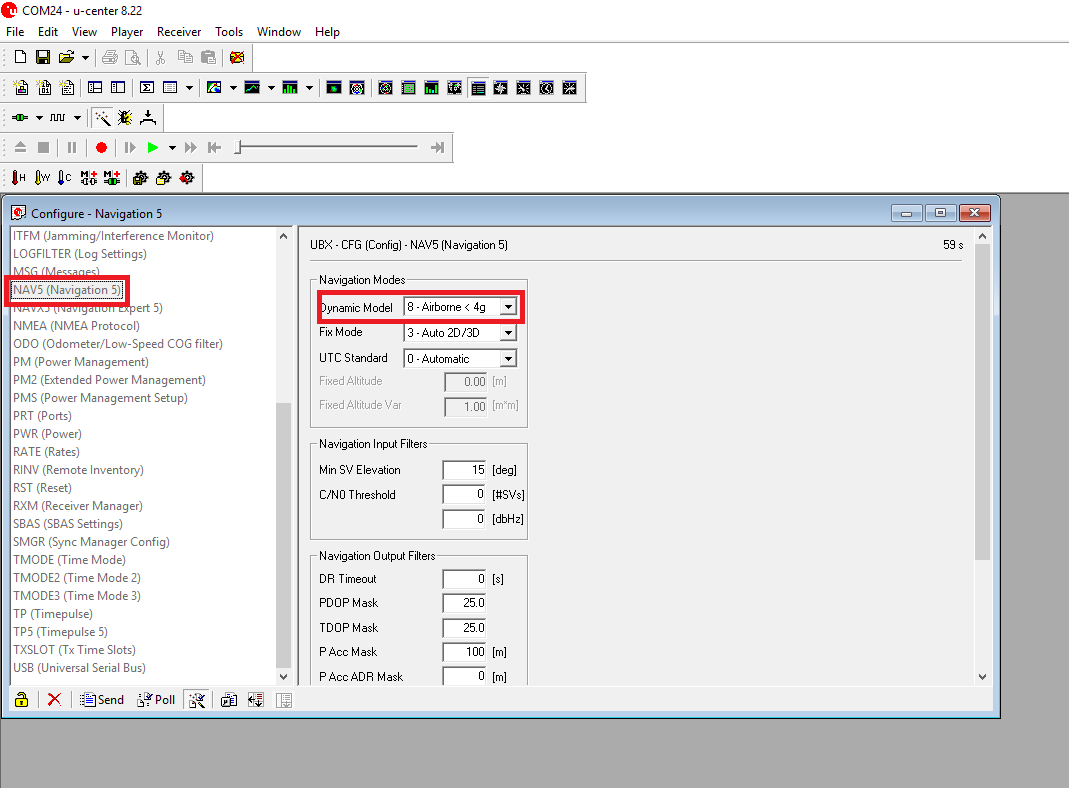 COM24 - u-center 8.22
File Edit View Player Receiver Tools Window Help
H W C
Configure - Navigation 5
ITFM (Jamming/Interference Monitor)
LOGFILTER (Log Settings)
MSG (Messages)
NAV5 (Navigation 5)
NAVX5 (Navigation Expert 5)
NMEA (NMEA Protocol)
ODO (Odometer/Low-Speed COG filter)
PM (Power Management)
PM2 (Extended Power Management)
PMS (Power Management Setup)
PRT (Ports)
PWR (Power)
RATE (Rates)
RINV (Remote Inventory)
RST (Reset)
RXM (Receiver Manager)
SBAS (SBAS Settings)
SMGR (Sync Manager Config)
TMODE (Time Mode)
TMODE2 (Time Mode 2)
TMODE3 (Time Mode 3)
TP (Timepulse)
TP5 (Timepulse 5)
TXSLOT (Tx Time Slots)
USB (Universal Serial Bus)
UBX - CFG (Config) - NAV5 (Navigation 5) 59 s
Navigation Modes
Dynamic Model 8 - Airborne < 4g
Fix Mode 3 - Auto 2D/3D
UTC Standard 0 - Automatic
Fixed Altitude 0.00 [m]
Fixed Altitude Var 1.00 [m*m]
Navigation Input Filters
Min SV Elevation 15 [deg]
C/N0 Threshold 0 [#SVs]
0 [dbHz]
Navigation Output Filters
DR Timeout 0 [s]
PDOP Mask 25.0
TDOP Mask 25.0
P Acc Mask 100 [m]
P Acc ADR Mask 0 [m]
Send Poll